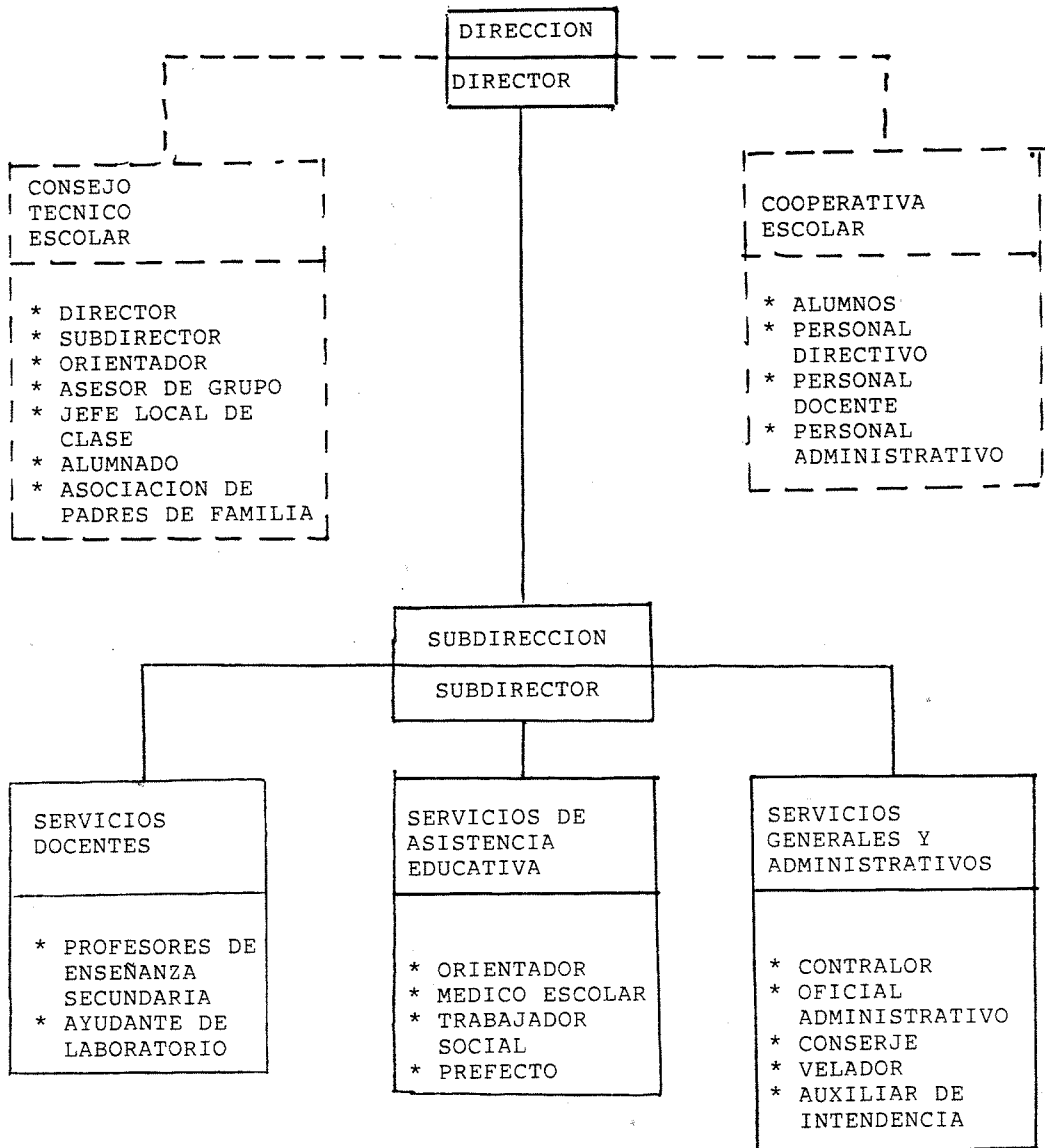 DIRECCION
DIRECTOR
CONSEJO
TECNICO
ESCOLAR
* DIRECTOR
* SUBDIRECTOR
* ORIENTADOR
* ASESOR DE GRUPO
* JEFE LOCAL DE
CLASE
* ALUMNADO
* ASOCIACION DE
PADRES DE FAMILIA
COOPERATIVA
ESCOLAR
* ALUMNOS
* PERSONAL
DIRECTIVO
* PERSONAL
DOCENTE
* PERSONAL
ADMINISTRATIVO
SUBDIRECCION
SUBDIRECTOR
SERVICIOS
DOCENTES
* PROFESORES DE
ENSEÑANZA
SECUNDARIA
* AYUDANTE DE
LABORATORIO
SERVICIOS DE
ASISTENCIA
EDUCATIVA
* ORIENTADOR
* MEDICO ESCOLAR
* TRABAJADOR
SOCIAL
* PREFECTO
SERVICIOS
GENERALES Y
ADMINISTRATIVOS
* CONTRALOR
* OFICIAL
ADMINISTRATIVO
* CONSERJE
* VELADOR
* AUXILIAR DE
INTENDENCIA